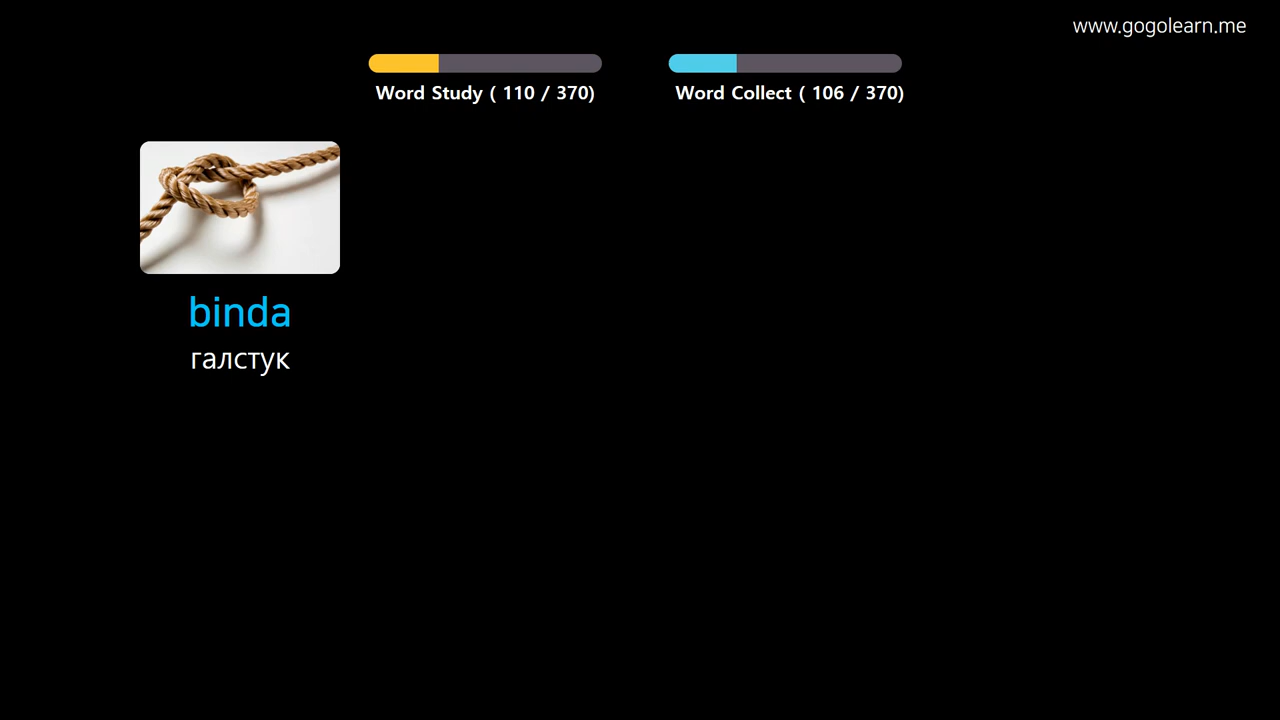 www.gogolearn.me
Word Study ( 110 / 370)
Word Collect ( 106 / 370)
binda
галстук